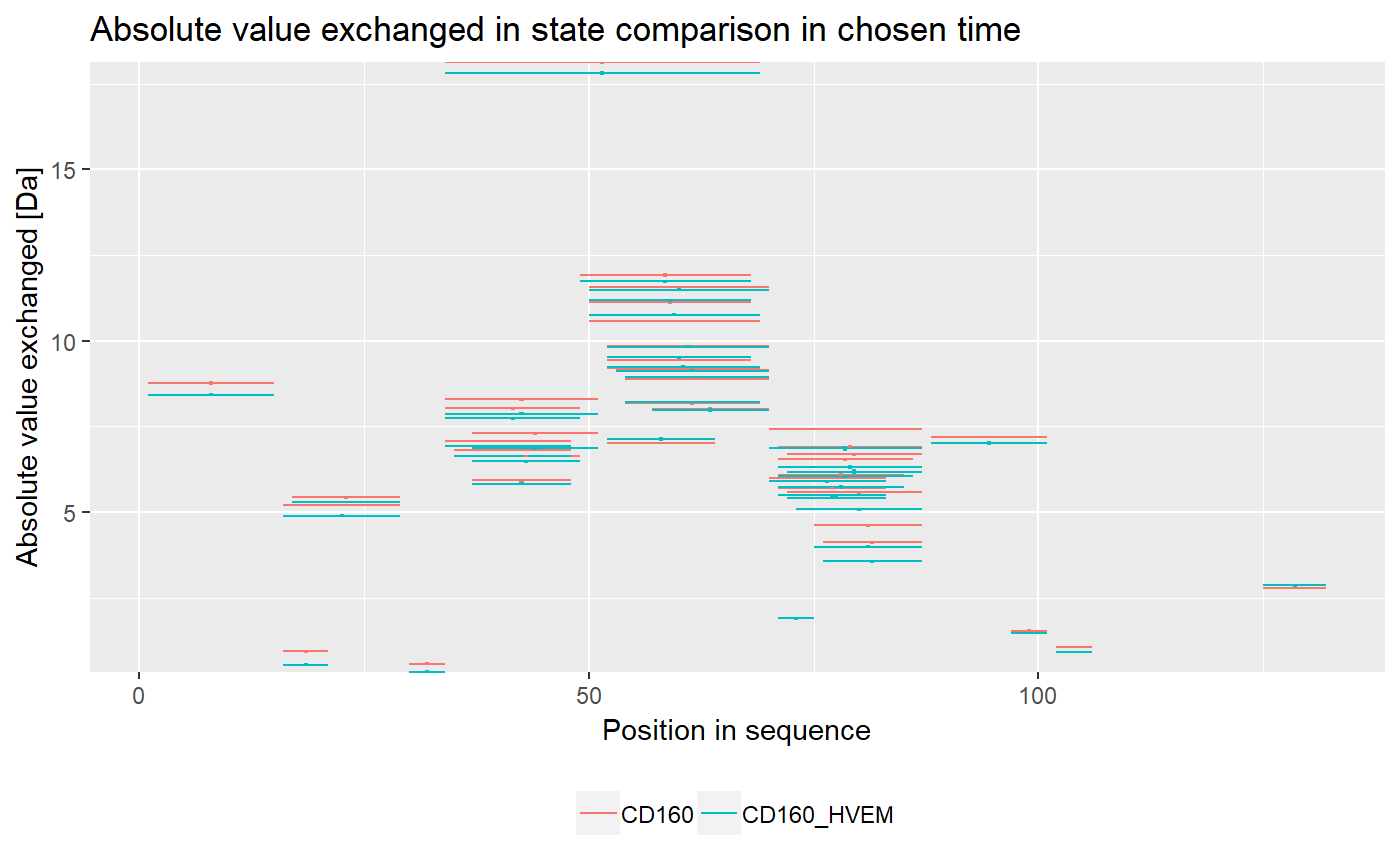 Absolute value exchanged in state comparison in chosen time
Absolute value exchanged [Da]
15
10
5
0
50
100
Position in sequence
CD160
CD160_HVEM